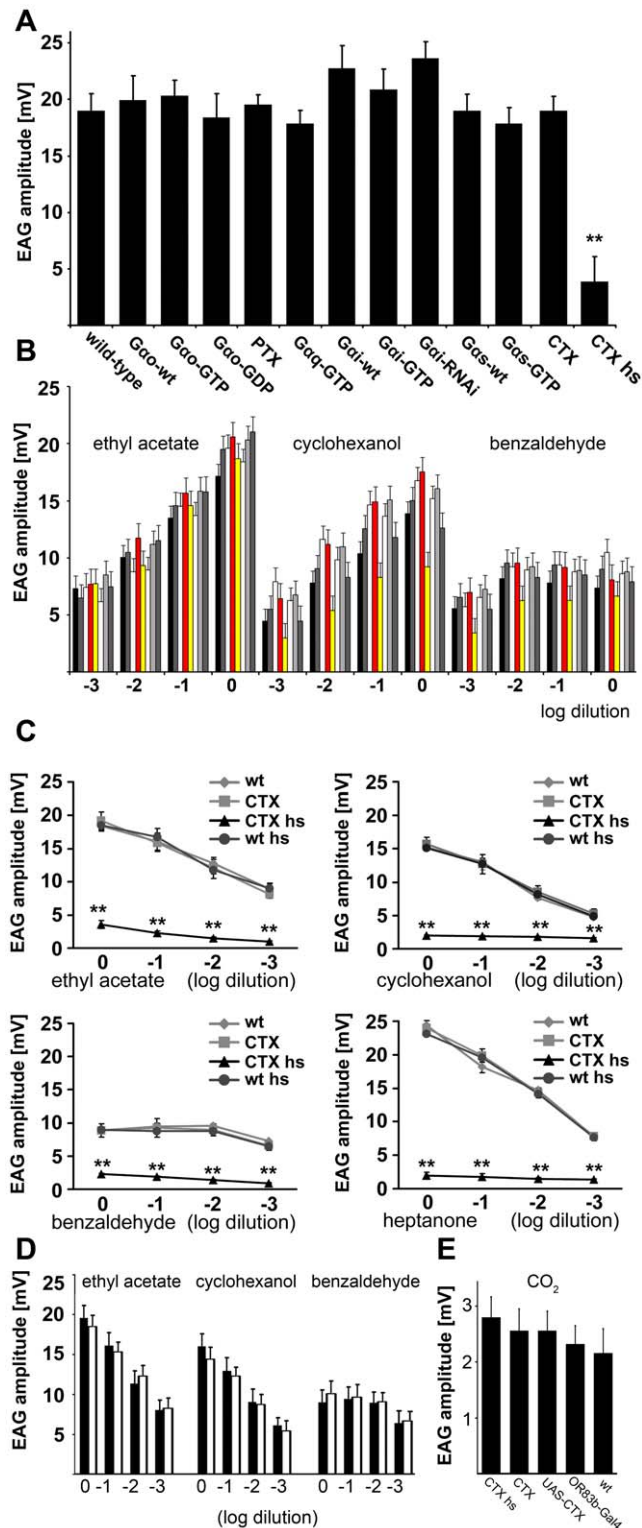 A
EAG amplitude [mV]
25
20
15
10
5
**
wild-type
Gαo-wt
Gαo-GTP
Gαo-GDP
PTX
Gαq-GTP
Gαi-wt
Gαi-GTP
Gαi-RNAi
Gαs-wt
Gαs-GTP
CTX
CTX hs
B
EAG amplitude [mV]
25
20
15
10
5
ethyl acetate cyclohexanol benzaldehyde
-3 -2 -1 0 -3 -2 -1 0 -3 -2 -1 0
log dilution
C
EAG amplitude [mV]
25
20
15
10
5
0
wt
CTX
CTX hs
wt hs
** ** ** **
0 -1 -2 -3
ethyl acetate (log dilution)
EAG amplitude [mV]
25
20
15
10
5
0
wt
CTX
CTX hs
wt hs
** ** ** **
0 -1 -2 -3
cyclohexanol (log dilution)
EAG amplitude [mV]
20
15
10
5
0
wt
CTX
CTX hs
wt hs
** ** ** **
0 -1 -2 -3
benzaldehyde (log dilution)
EAG amplitude [mV]
25
20
15
10
5
0
wt
CTX
CTX hs
wt hs
** ** ** **
0 -1 -2 -3
heptanone (log dilution)
D
EAG amplitude [mV]
25
20
15
10
5
ethyl acetate cyclohexanol benzaldehyde
0 -1 -2 -3 0 -1 -2 -3 0 -1 -2 -3
(log dilution)
E
EAG amplitude [mV]
CO2
3
2
1
CTX hs
CTX
UAS-CTX
OR83b-Gal4
wt